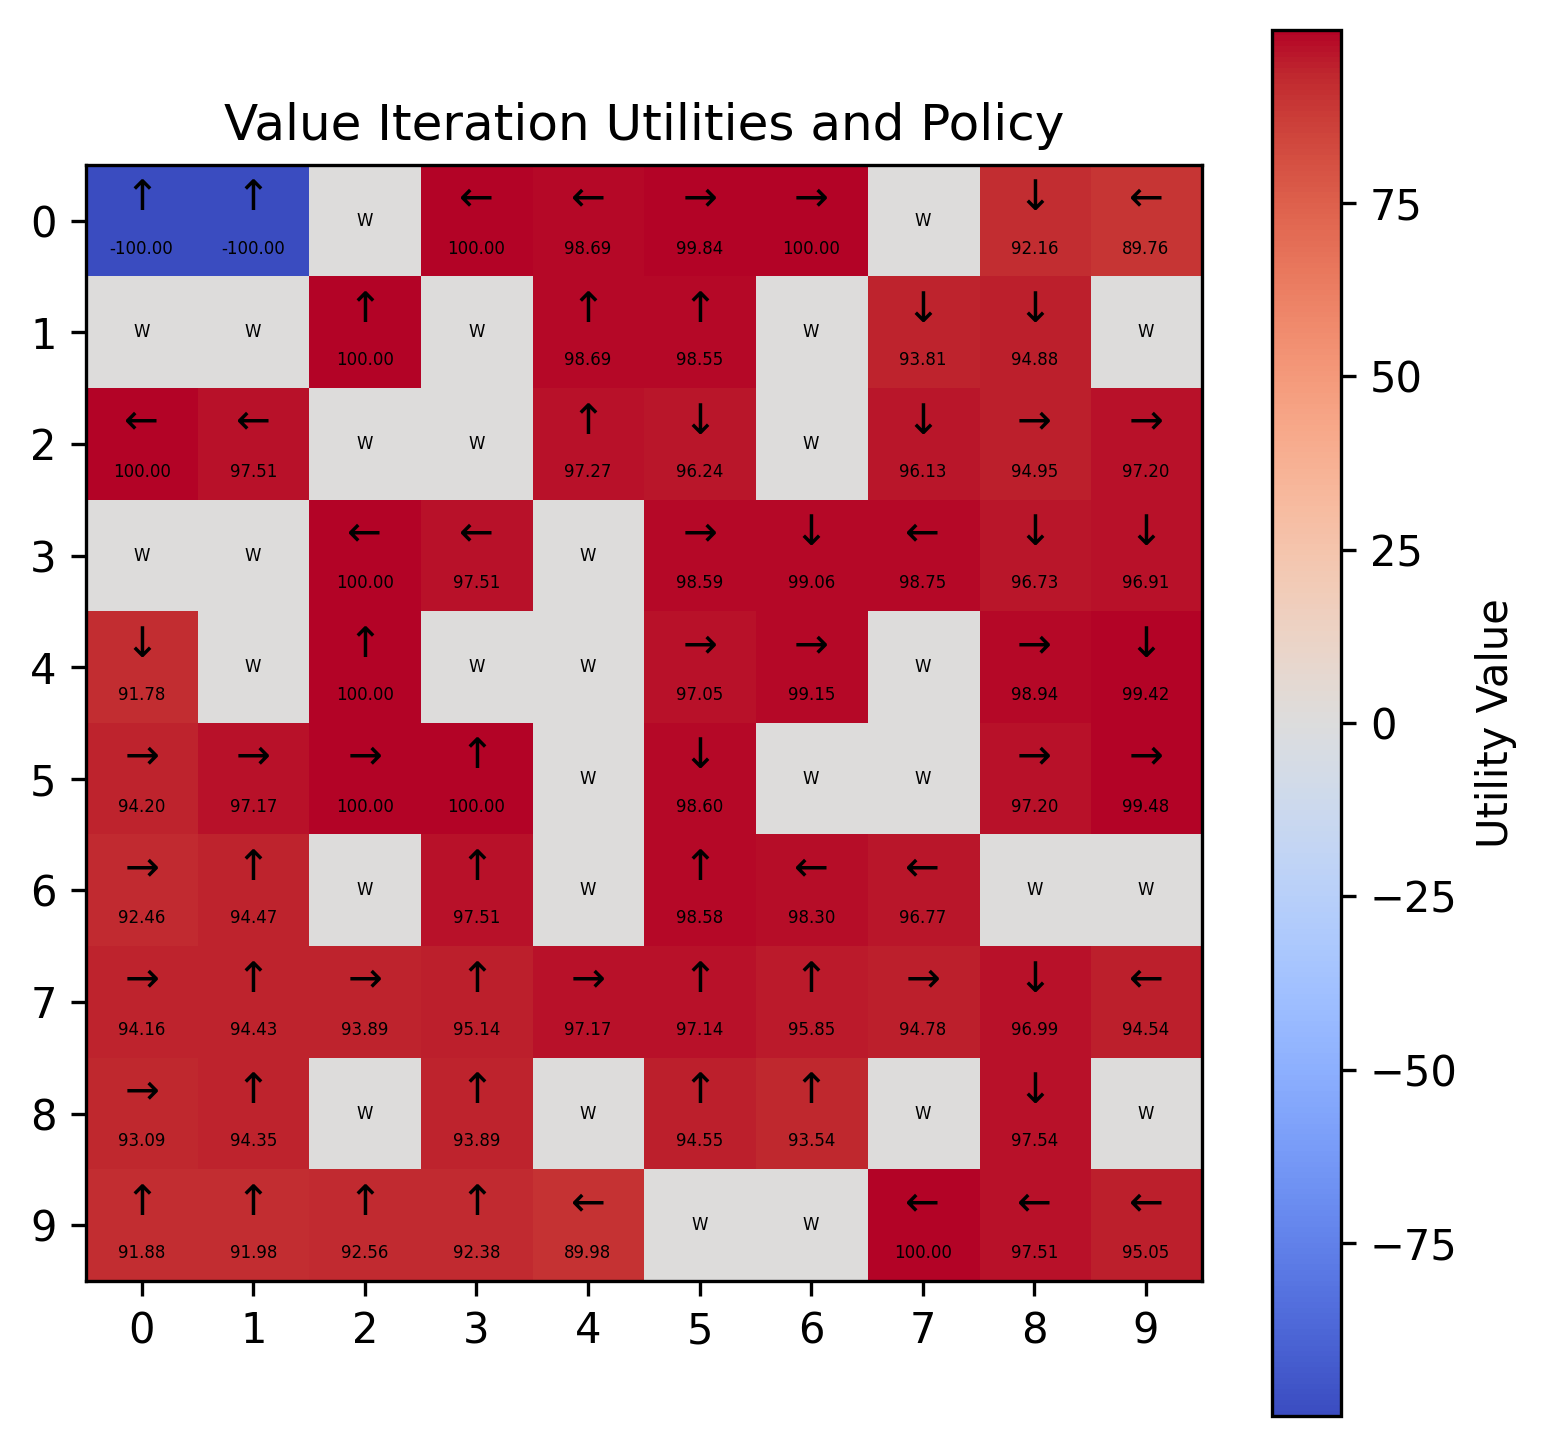 Value Iteration Utilities and Policy
0 ↑ ↑ ← ← → → ↓ ←
-100.00 -100.00 W 100.00 98.69 99.84 100.00 W 92.16 89.76
1 W W ↑ W ↑ ↑ W ↓ ↓ W
100.00 98.69 98.55 93.81 94.88
2 ← ← W W ↑ ↓ W ↓ → →
100.00 97.51 97.27 96.24 96.13 94.95 97.20
3 W W ← ← W → ↓ ← ↓ ↓
100.00 97.51 98.59 99.06 98.75 96.73 96.91
4 ↓ W ↑ W W → → W → ↓
91.78 100.00 97.05 99.15 98.94 99.42
5 → → → ↑ W ↓ W W → →
94.20 97.17 100.00 100.00 98.60 97.20 99.48
6 → ↑ W ↑ W ↑ ← ← W W
92.46 94.47 97.51 98.58 98.30 96.77
7 → ↑ → ↑ → ↑ ↑ → ↓ ←
94.16 94.43 93.89 95.14 97.17 97.14 95.85 94.78 96.99 94.54
8 → ↑ W ↑ W ↑ ↑ W ↓ W
93.09 94.35 93.89 94.55 93.54 97.54
9 ↑ ↑ ↑ ↑ ← W W ← ← ←
91.88 91.98 92.56 92.38 89.98 100.00 97.51 95.05
0 1 2 3 4 5 6 7 8 9
75
50
25
0
−25
−50
−75
Utility Value